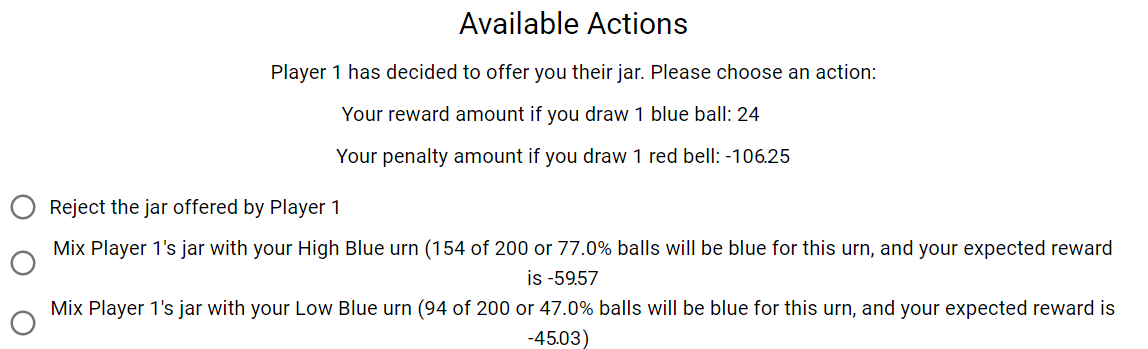 Available Actions
Player 1 has decided to offer you their jar. Please choose an action:
Your reward amount if you draw 1 blue ball: 24
Your penalty amount if you draw 1 red bell: -106.25
Reject the jar offered by Player 1
Mix Player 1's jar with your High Blue urn (154 of 200 or 77.0% balls will be blue for this urn, and your expected reward
is -59.57
Mix Player 1's jar with your Low Blue urn (94 of 200 or 47.0% balls will be blue for this urn, and your expected reward is
-45.03)